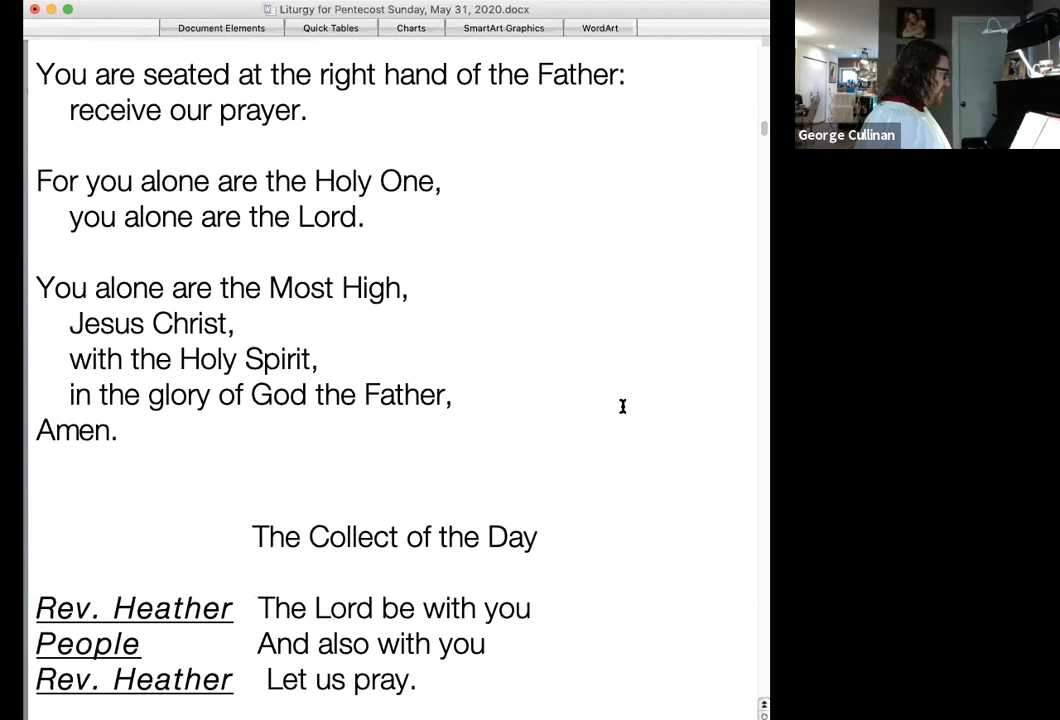 Liturgy for Pentecost Sunday, May 31, 2020.docx
Document Elements Quick Tables Charts SmartArt Graphics WordArt
You are seated at the right hand of the Father:
receive our prayer.
For you alone are the Holy One,
you alone are the Lord.
You alone are the Most High,
Jesus Christ,
with the Holy Spirit,
in the glory of God the Father,
Amen.
The Collect of the Day
Rev. Heather The Lord be with you
People And also with you
Rev. Heather Let us pray.
George Cullinan